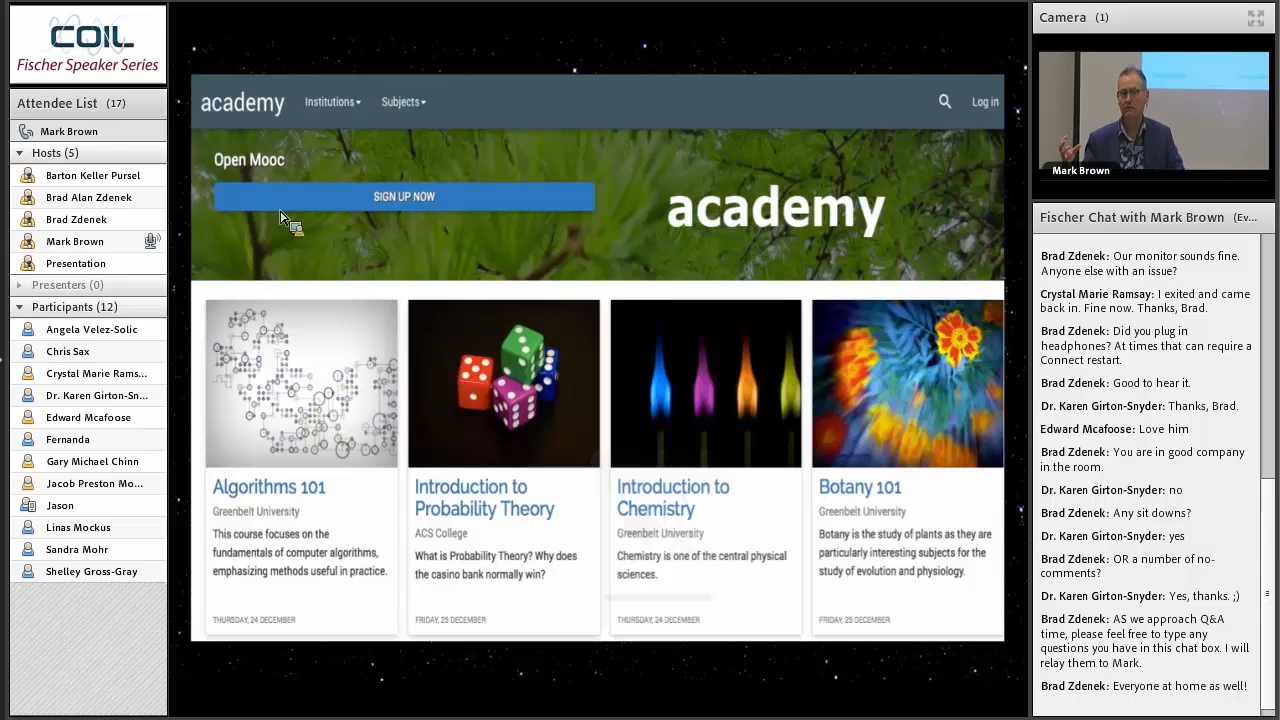 COIL
Fischer Speaker Series
Attendee List (17)
Mark Brown
Hosts (5)
Barton Keller Pursel
Brad Alan Zdenek
Brad Zdenek
Mark Brown
Presentation
Presenters (0)
Participants (12)
Angela Velez-Solic
Chris Sax
Crystal Marie Rams...
Dr. Karen Girton-Sn...
Edward Mcafoose
Fernanda
Gary Michael Chinn
Jacob Preston Mo...
Jason
Linas Mockus
Sandra Mohr
Shelley Gross-Gray
academy Institutions Subjects Log in
Open Mooc
SIGN UP NOW
academy
Algorithms 101
Greenbelt University
This course focuses on the
fundamentals of computer algorithms,
emphasizing methods useful in practice.
THURSDAY, 24 DECEMBER
Introduction to
Probability Theory
ACS College
What is Probability Theory? Why does
the casino bank normally win?
FRIDAY, 25 DECEMBER
Introduction to
Chemistry
Greenbelt University
Chemistry is one of the central physical
sciences.
THURSDAY, 24 DECEMBER
Botany 101
Greenbelt University
Botany is the study of plants as they are
particularly interesting subjects for the
study of evolution and physiology.
FRIDAY, 25 DECEMBER
Camera (1)
Mark Brown
Fischer Chat with Mark Brown (Ev...
Brad Zdenek: Our monitor sounds fine.
Anyone else with an issue?
Crystal Marie Ramsay: I exited and came
back in. Fine now. Thanks, Brad.
Brad Zdenek: Did you plug in
headphones? At times that can require a
Connect restart.
Brad Zdenek: Good to hear it.
Dr. Karen Girton-Snyder: Thanks, Brad.
Edward Mcafoose: Love him
Brad Zdenek: You are in good company
in the room.
Dr. Karen Girton-Snyder: no
Brad Zdenek: Any sit downs?
Dr. Karen Girton-Snyder: yes
Brad Zdenek: OR a number of no-
comments?
Dr. Karen Girton-Snyder: Yes, thanks. ;)
Brad Zdenek: AS we approach Q&A
time, please feel free to type any
questions you have in this chat box. I will
relay them to Mark.
Brad Zdenek: Everyone at home as well!